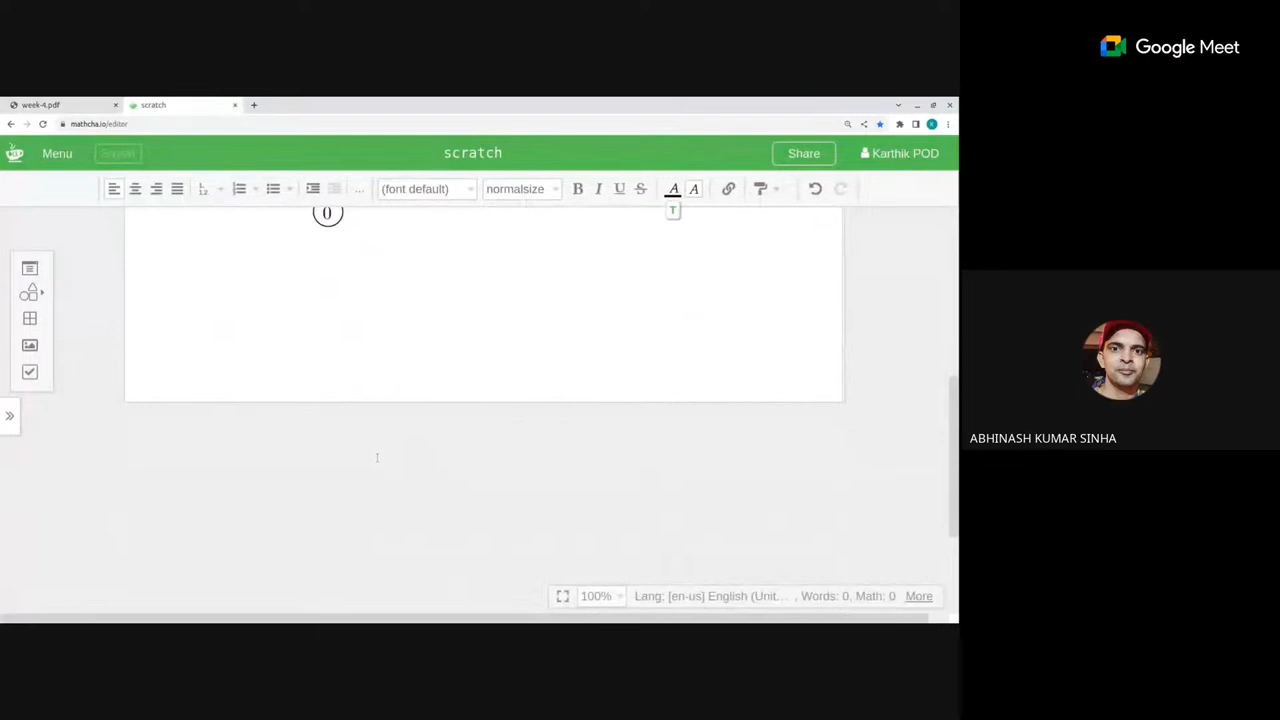 Google Meet
week-4.pdf
scratch
mathcha.io/editor
Menu
scratch
Share
Karthik POD
(font default)
normalsize
B I U S A A
T
0
ABHINASH KUMAR SINHA
100%
Lang: [en-us] English (Unit... , Words: 0, Math: 0 More